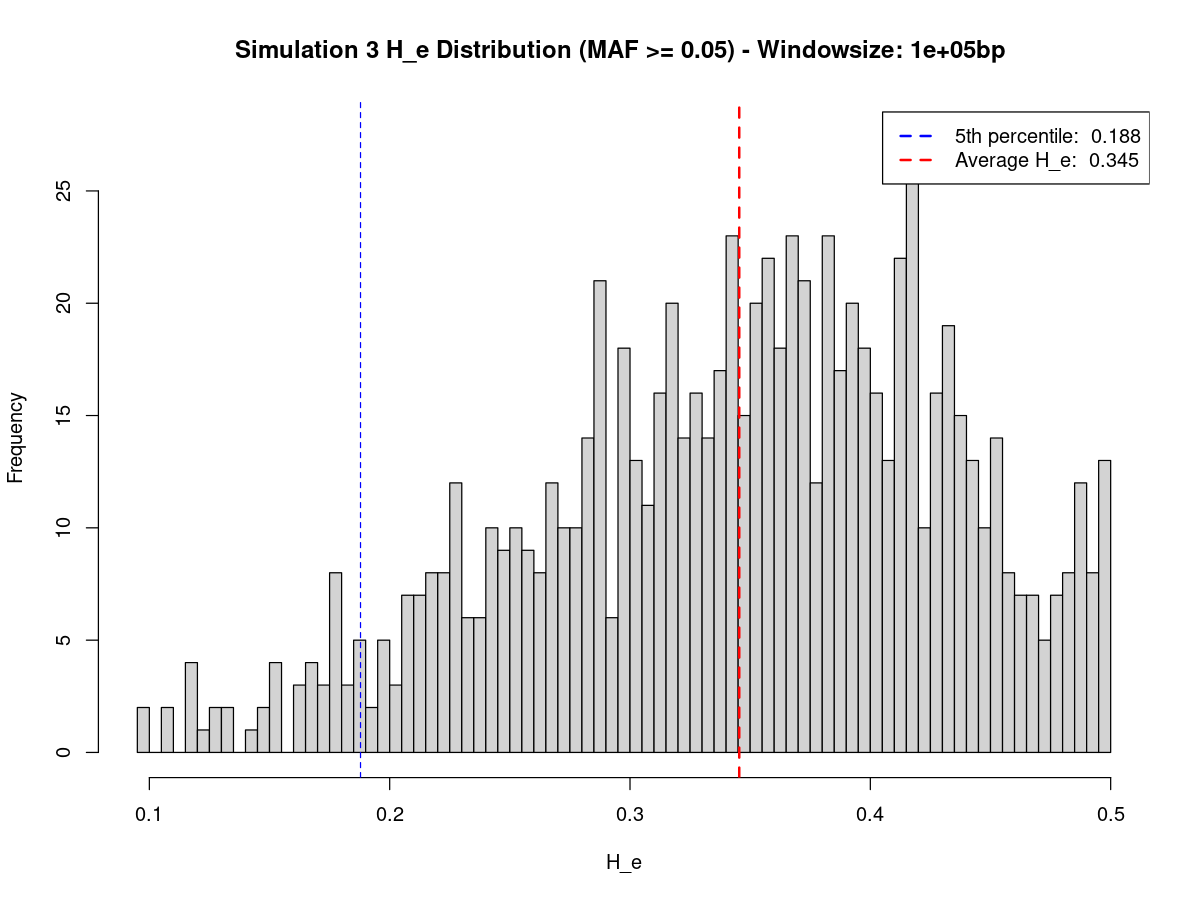 Simulation 3 H_e Distribution (MAF >= 0.05) - Windowsize: 1e+05bp
5th percentile: 0.188
Average H_e: 0.345
Frequency
25
20
15
10
5
0
0.1 0.2 0.3 0.4 0.5
H_e